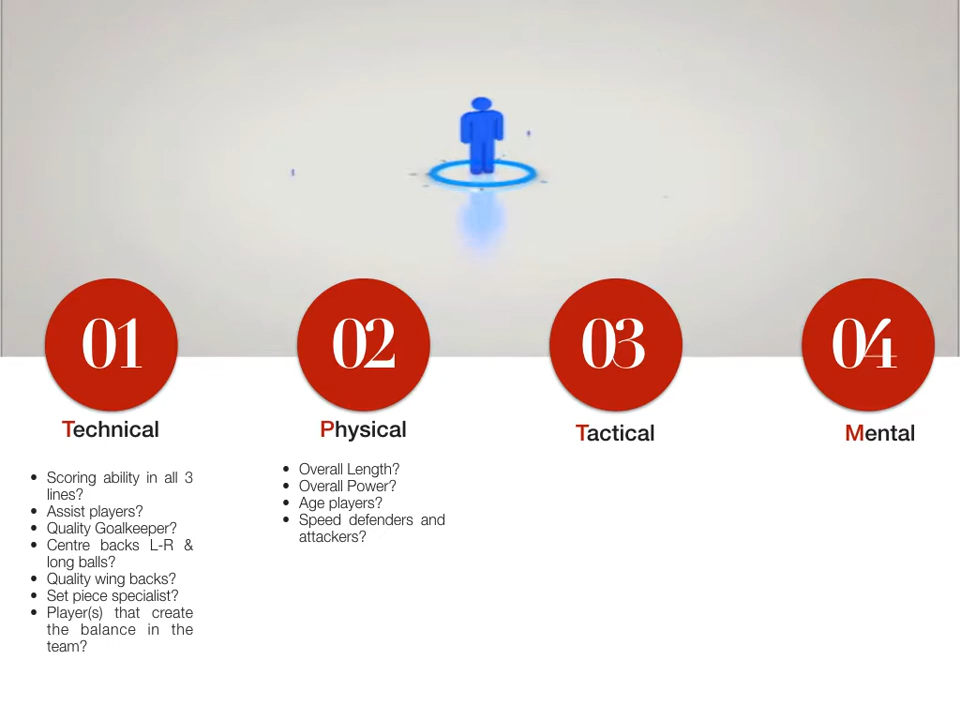 01
02
03
04
Technical
Physical
Tactical
Mental
• Scoring ability in all 3
lines?
• Assist players?
• Quality Goalkeeper?
• Centre backs L-R &
long balls?
• Quality wing backs?
• Set piece specialist?
• Player(s) that create
the balance in the
team?
• Overall Length?
• Overall Power?
• Age players?
• Speed defenders and
attackers?